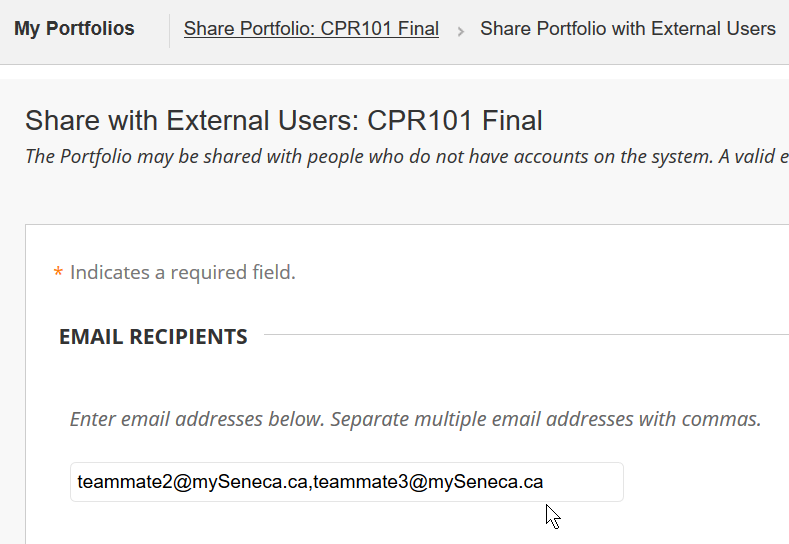 My Portfolios Share Portfolio: CPR101 Final > Share Portfolio with External Users
Share with External Users: CPR101 Final
The Portfolio may be shared with people who do not have accounts on the system. A valid e
* Indicates a required field.
EMAIL RECIPIENTS
Enter email addresses below. Separate multiple email addresses with commas.
teammate2@mySeneca.ca,teammate3@mySeneca.ca